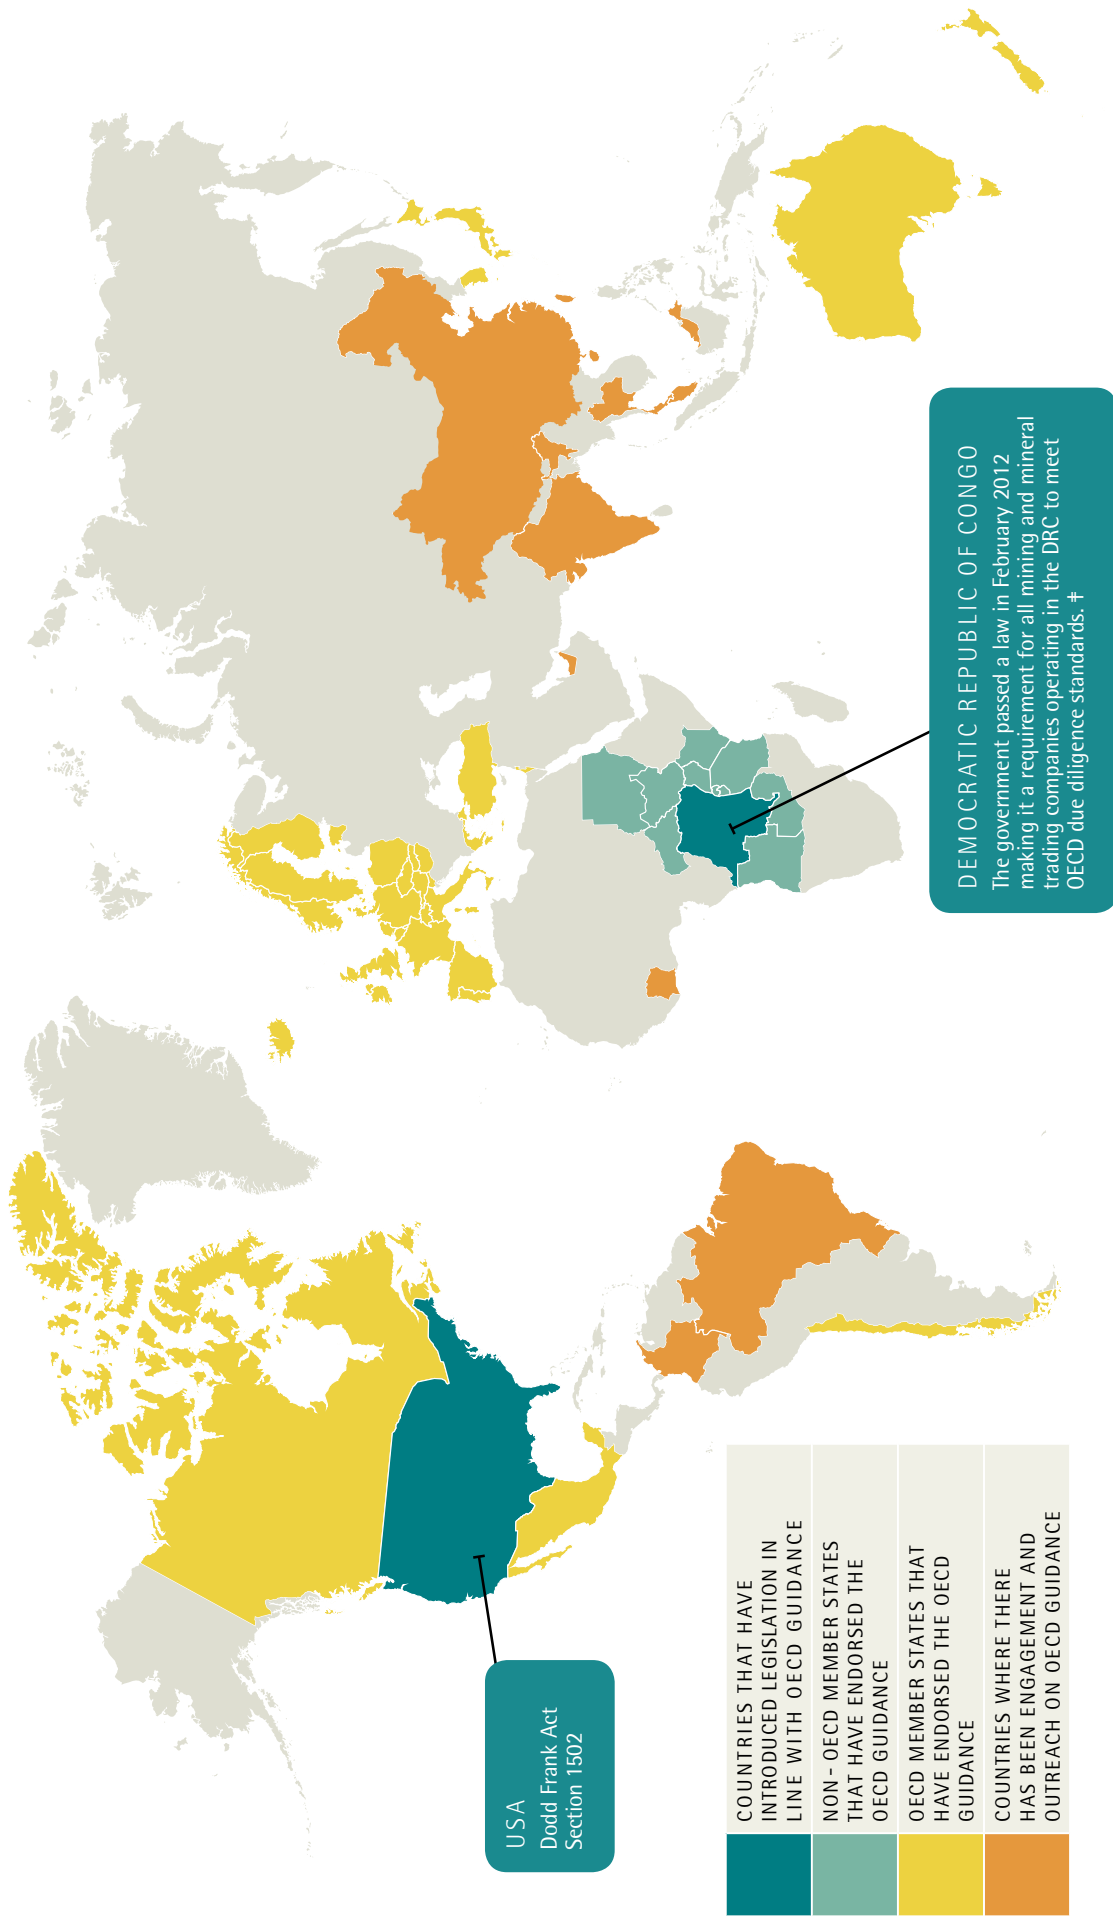 USA
Dodd Frank Act
Section 1502
DEMOCRATIC REPUBLIC OF CONGO
The government passed a law in February 2012
making it a requirement for all mining and mineral
trading companies operating in the DRC to meet
OECD due diligence standards. ‡
COUNTRIES THAT HAVE
INTRODUCED LEGISLATION IN
LINE WITH OECD GUIDANCE
NON - OECD MEMBER STATES
THAT HAVE ENDORSED THE
OECD GUIDANCE
OECD MEMBER STATES THAT
HAVE ENDORSED THE OECD
GUIDANCE
COUNTRIES WHERE THERE
HAS BEEN ENGAGEMENT AND
OUTREACH ON OECD GUIDANCE